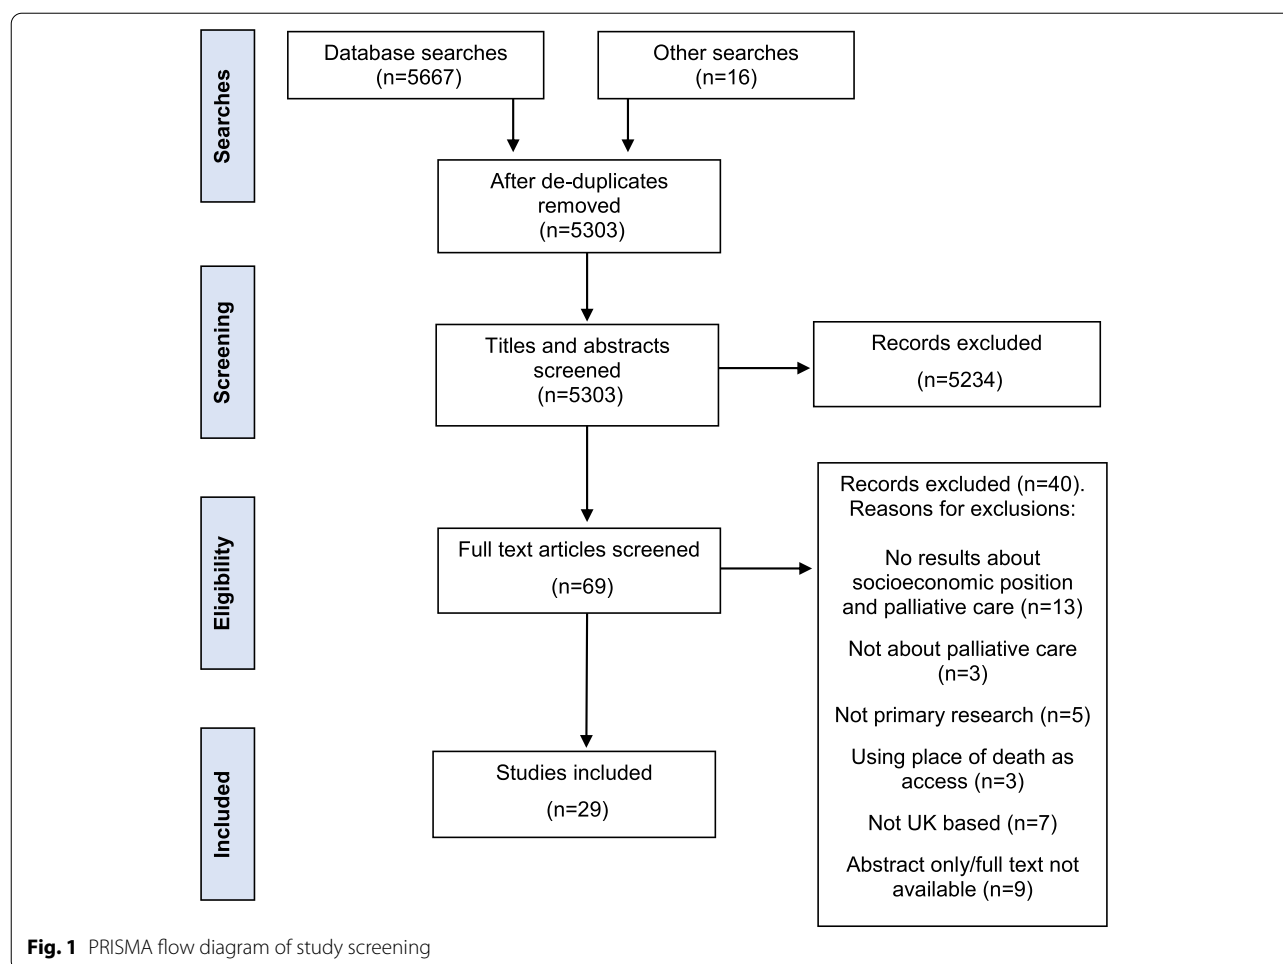 Searches
Database searches
(n=5667)
Other searches
(n=16)
After de-duplicates
removed
(n=5303)
Screening
Titles and abstracts
screened
(n=5303)
Records excluded
(n=5234)
Eligibility
Full text articles screened
(n=69)
Records excluded (n=40).
Reasons for exclusions:
No results about
socioeconomic position
and palliative care (n=13)
Not about palliative care
(n=3)
Not primary research (n=5)
Using place of death as
access (n=3)
Not UK based (n=7)
Abstract only/full text not
available (n=9)
Included
Studies included
(n=29)
Fig. 1 PRISMA flow diagram of study screening